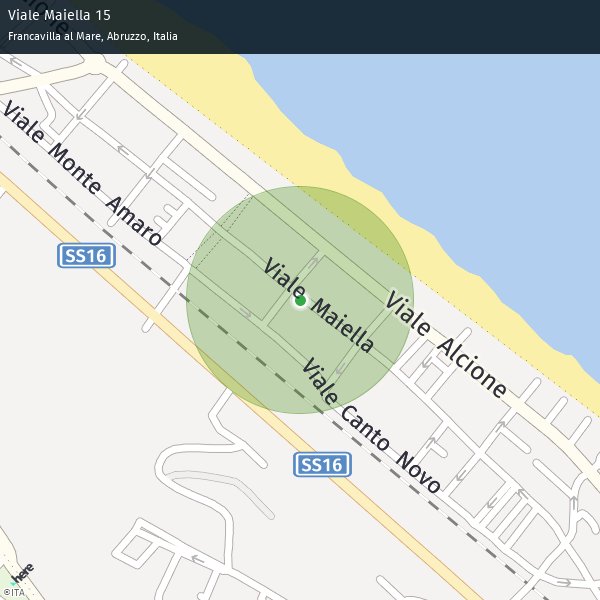 Viale Maiella 15
Francavilla al Mare, Abruzzo, Italia
Alcione
Viale Monte Amaro
SS16
Viale Maiella
Viale Alcione
Viale Canto Novo
SS16
here
©ITA